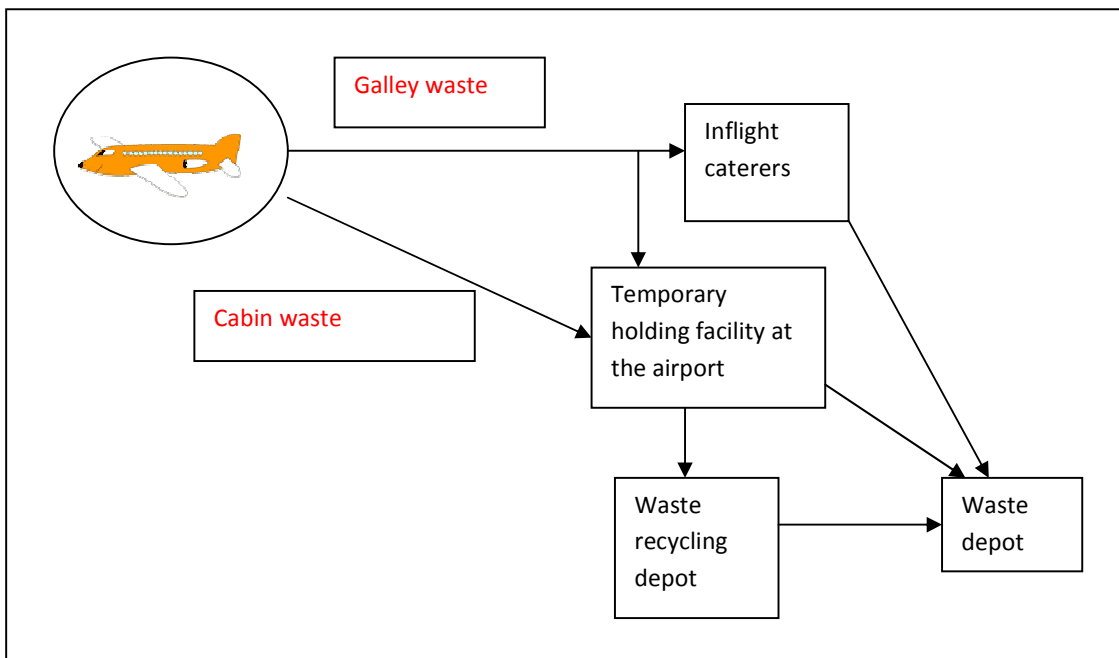 Galley waste
Inflight
caterers
Cabin waste
Temporary
holding facility at
the airport
Waste
recycling
depot
Waste
depot